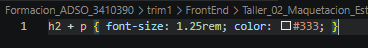 Formacion_ADSO_3410390 > trim1 > FrontEnd > Taller_02_Maquetacion_Est
1 h2 + p { font-size: 1.25rem; color: #333; }